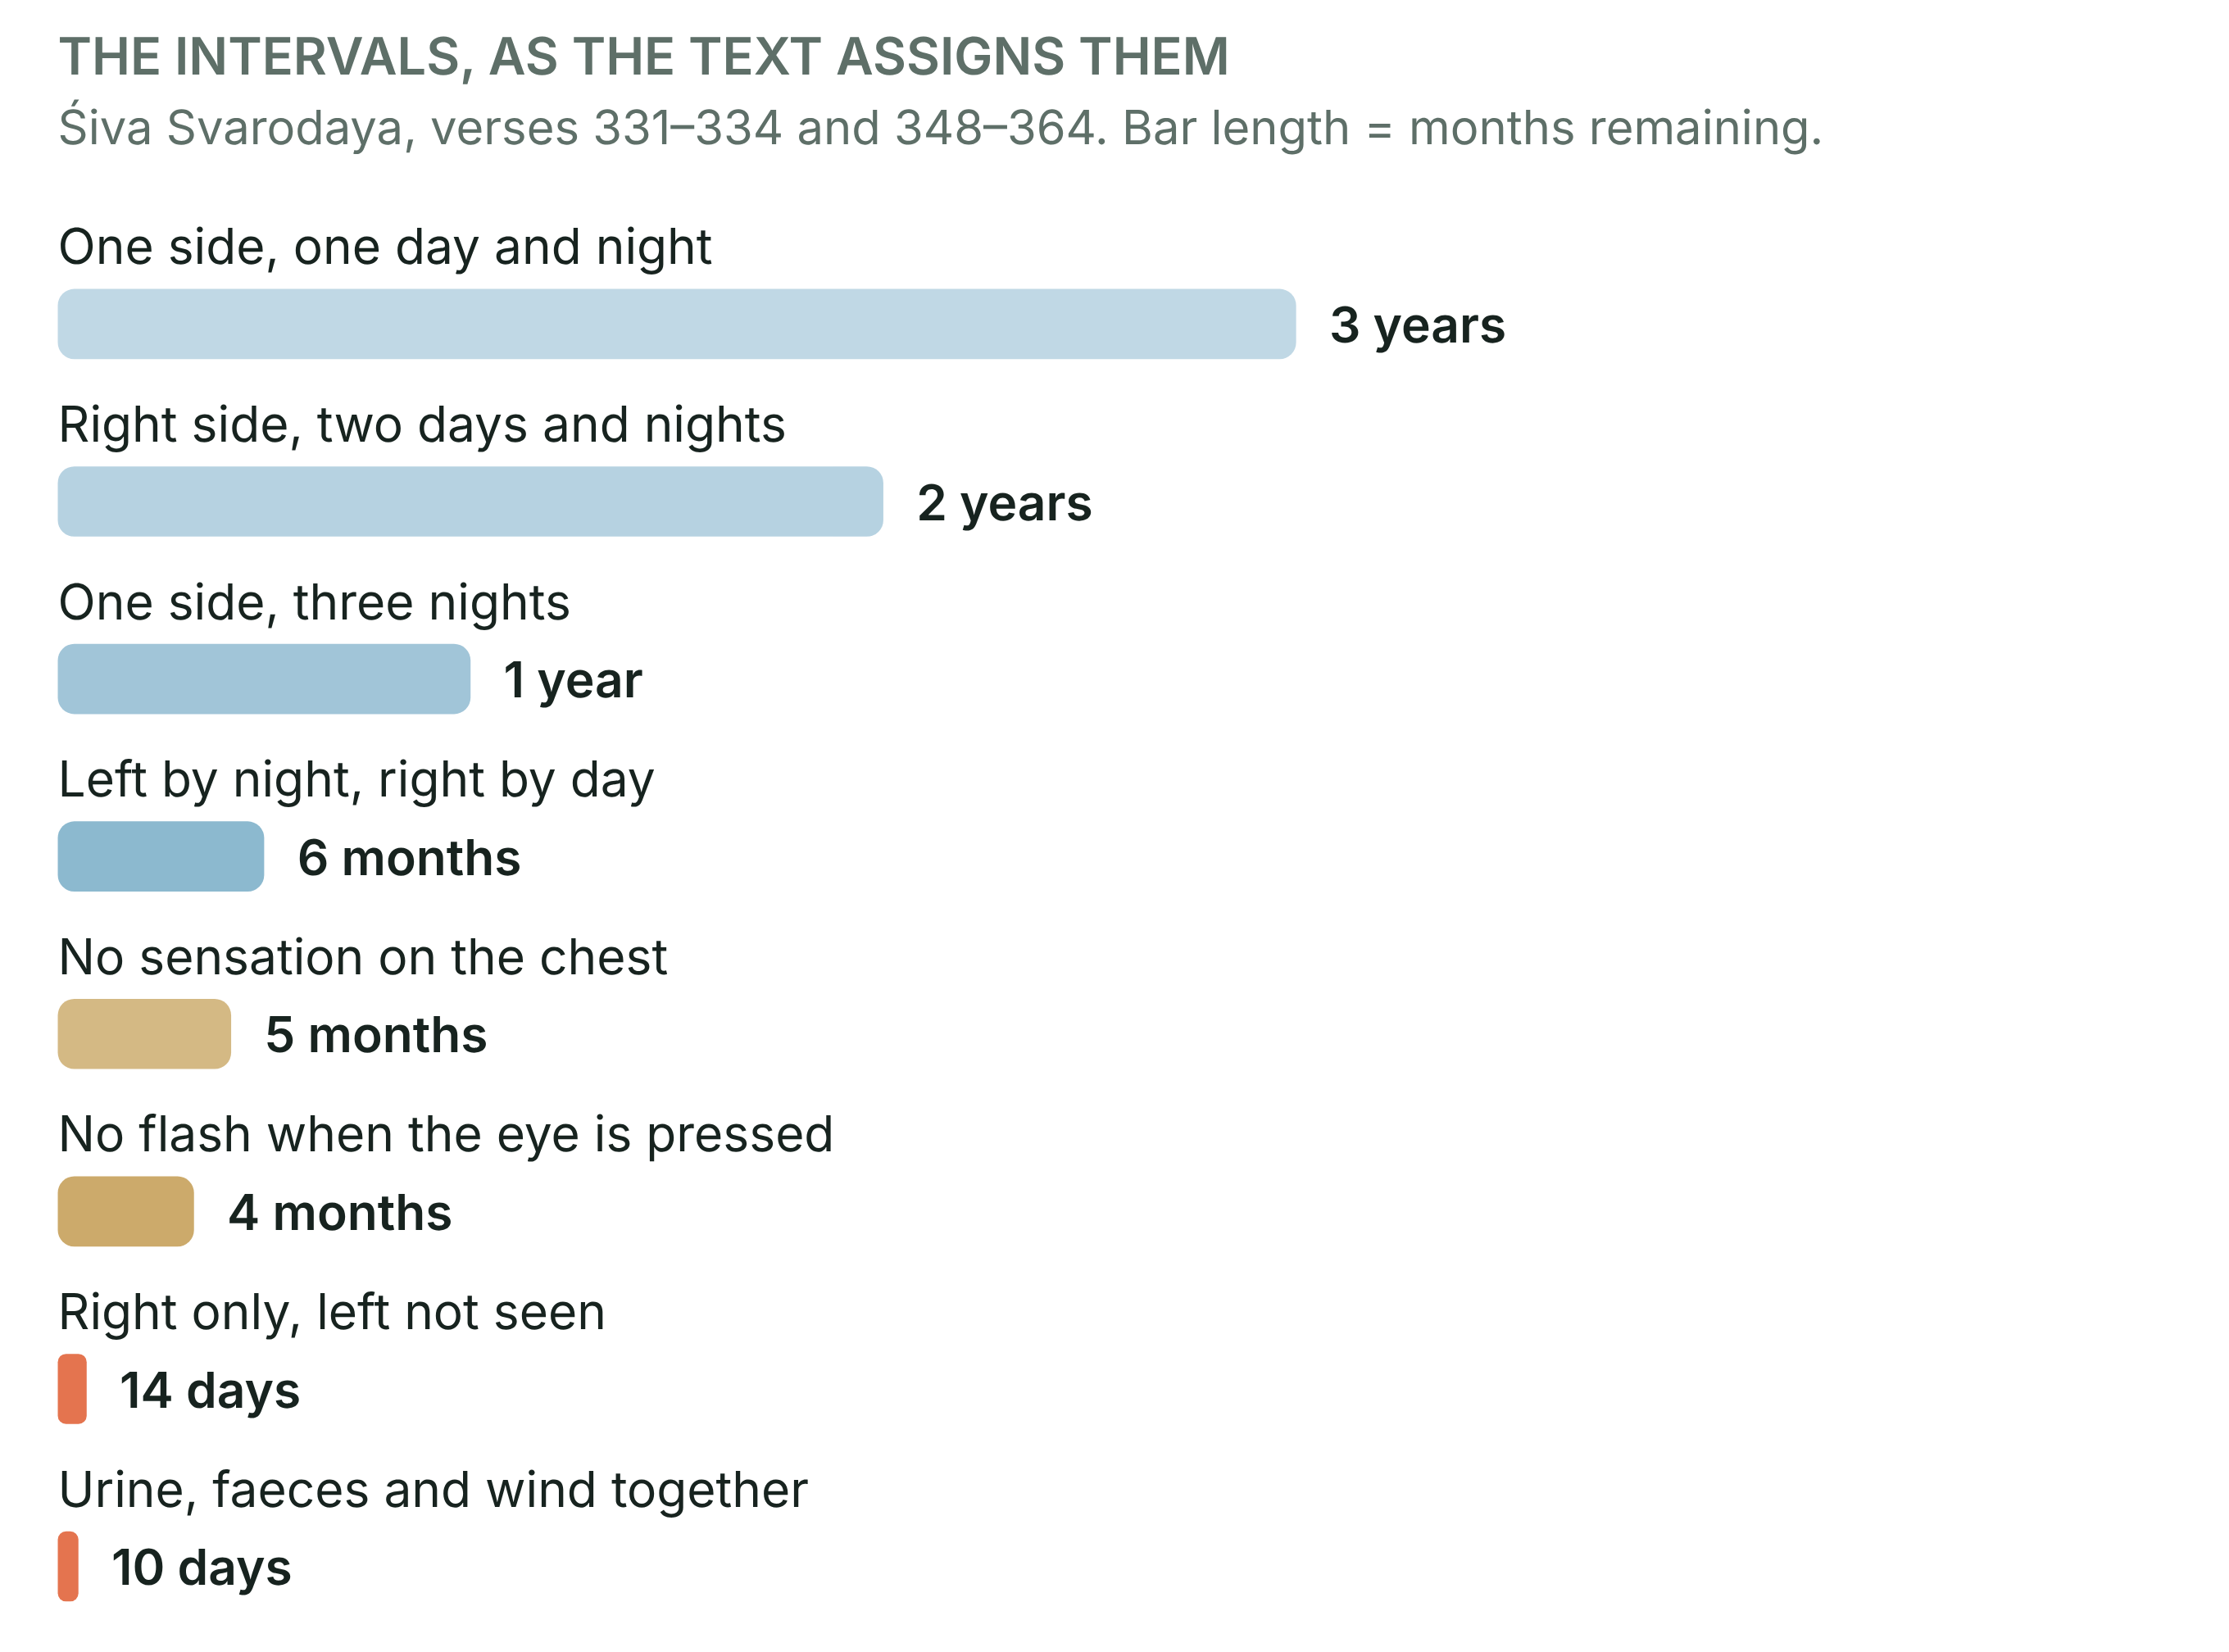 THE INTERVALS, AS THE TEXT ASSIGNS THEM
Śiva Svarodaya, verses 331–334 and 348–364. Bar length = months remaining.
One side, one day and night
3 years
Right side, two days and nights
2 years
One side, three nights
1 year
Left by night, right by day
6 months
No sensation on the chest
5 months
No flash when the eye is pressed
4 months
Right only, left not seen
14 days
Urine, faeces and wind together
10 days